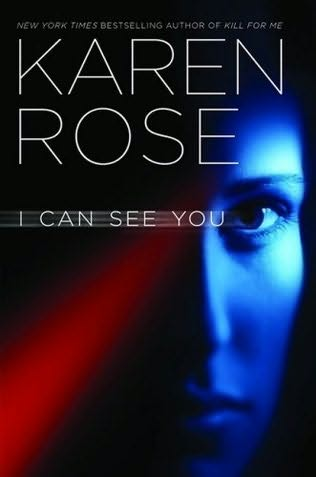 NEW YORK TIMES BESTSELLING AUTHOR OF KILL FOR ME
KAREN
ROSE
I CAN SEE YOU